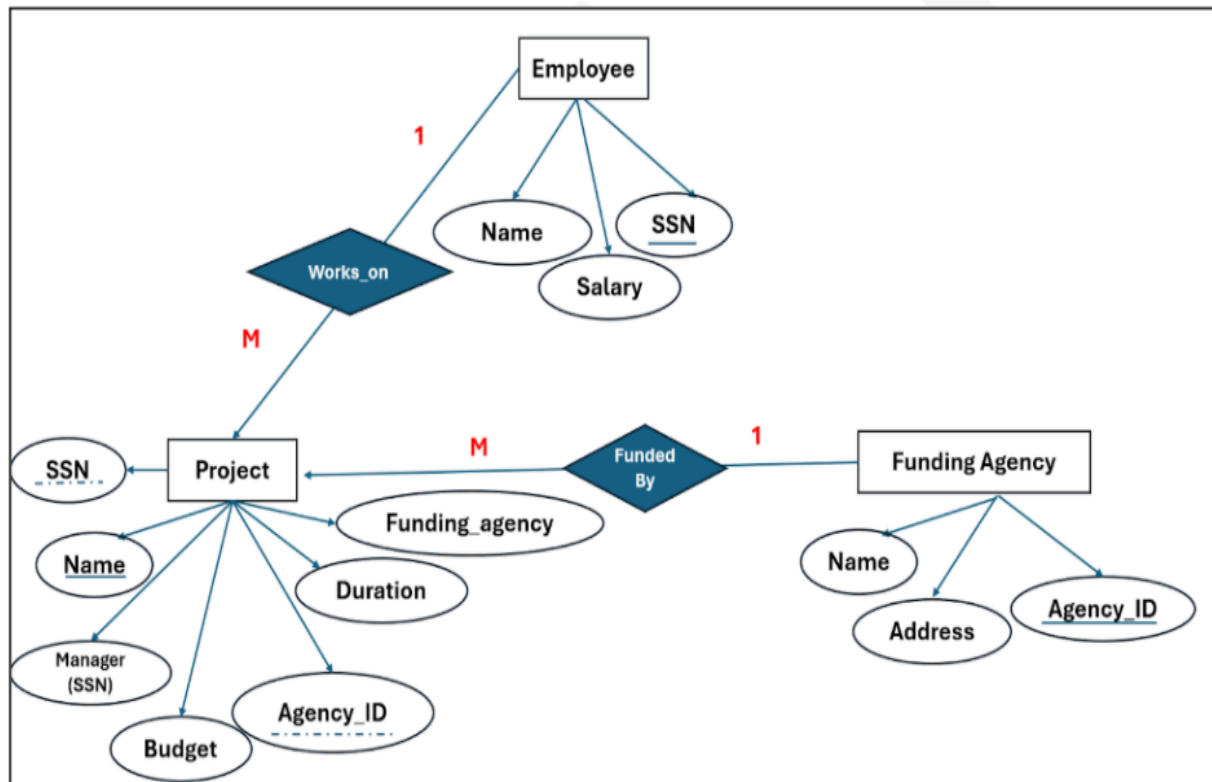 Employee
1
Name
SSN
Salary
Works_on
M
SSN
Project
M
Funded
By
1
Funding Agency
Funding_agency
Name
Duration
Name
Address
Agency_ID
Manager
(SSN)
Agency_ID
Budget